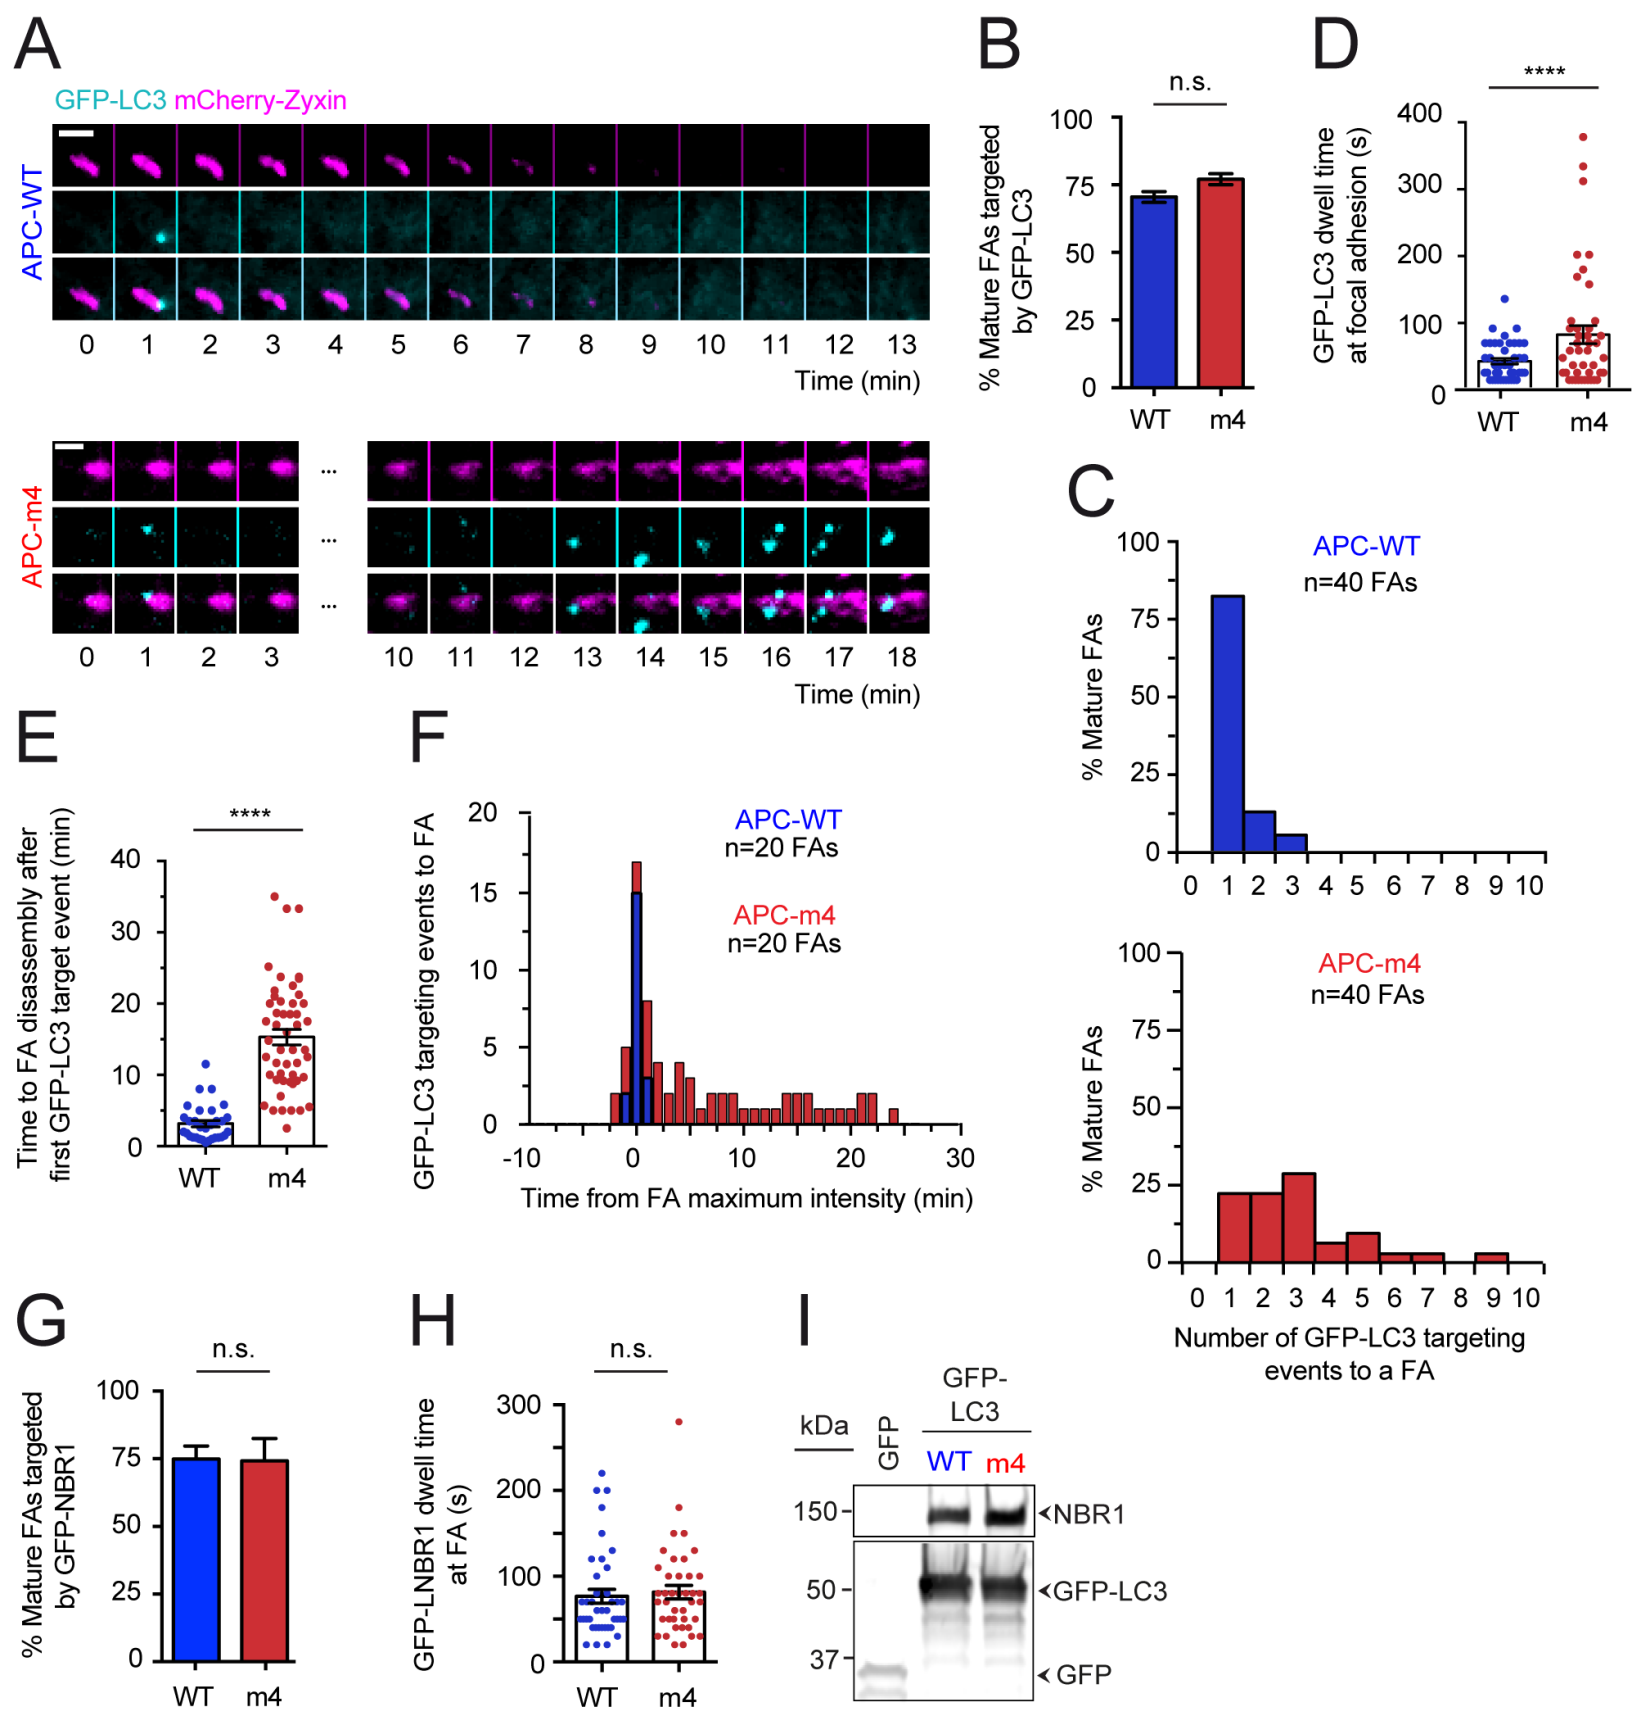 A
GFP-LC3 mCherry-Zyxin
APC-WT
0 1 2 3 4 5 6 7 8 9 10 11 12 13
Time (min)
APC-m4
...
...
...
0 1 2 3 10 11 12 13 14 15 16 17 18
Time (min)
B
n.s.
% Mature FAs targeted
by GFP-LC3
100
75
50
25
0
WT m4
D
****
GFP-LC3 dwell time
at focal adhesion (s)
400
300
200
100
0
WT m4
C
APC-WT
n=40 FAs
% Mature FAs
100
75
50
25
0
0 1 2 3 4 5 6 7 8 9 10
APC-m4
n=40 FAs
% Mature FAs
100
75
50
25
0
0 1 2 3 4 5 6 7 8 9 10
Number of GFP-LC3 targeting
events to a FA
E
****
Time to FA disassembly after
first GFP-LC3 target event (min)
40
30
20
10
0
WT m4
F
GFP-LC3 targeting events to FA
20
15
10
5
0
APC-WT
n=20 FAs
APC-m4
n=20 FAs
-10 0 10 20 30
Time from FA maximum intensity (min)
G
n.s.
% Mature FAs targeted
by GFP-NBR1
100
75
50
25
0
WT m4
H
n.s.
GFP-LNBR1 dwell time
at FA (s)
300
200
100
0
WT m4
I
kDa
GFP
GFP-
LC3
WT m4
150
NBR1
50
GFP-LC3
37
GFP